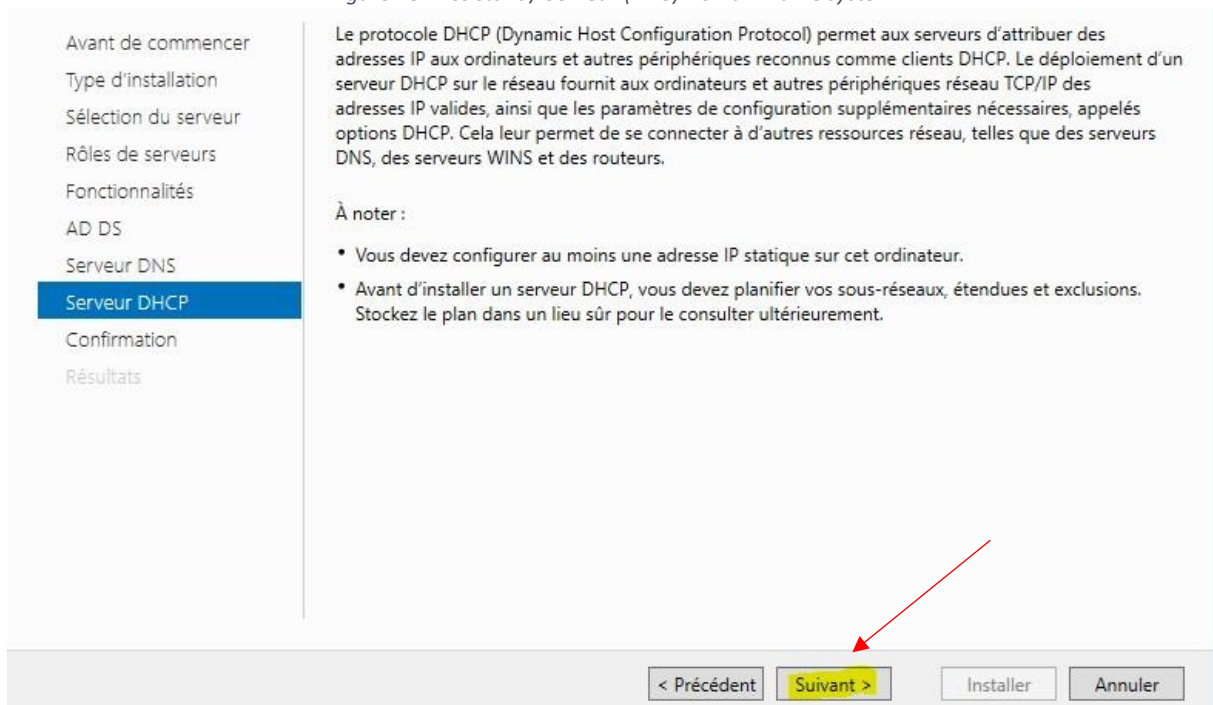 Avant de commencer
Type d'installation
Sélection du serveur
Rôles de serveurs
Fonctionnalités
AD DS
Serveur DNS
Serveur DHCP
Confirmation
Résultats
Le protocole DHCP (Dynamic Host Configuration Protocol) permet aux serveurs d'attribuer des
adresses IP aux ordinateurs et autres périphériques reconnus comme clients DHCP. Le déploiement d'un
serveur DHCP sur le réseau fournit aux ordinateurs et autres périphériques réseau TCP/IP des
adresses IP valides, ainsi que les paramètres de configuration supplémentaires nécessaires, appelés
options DHCP. Cela leur permet de se connecter à d'autres ressources réseau, telles que des serveurs
DNS, des serveurs WINS et des routeurs.
À noter :
• Vous devez configurer au moins une adresse IP statique sur cet ordinateur.
• Avant d'installer un serveur DHCP, vous devez planifier vos sous-réseaux, étendues et exclusions.
Stockez le plan dans un lieu sûr pour le consulter ultérieurement.
< Précédent
Suivant >
Installer
Annuler